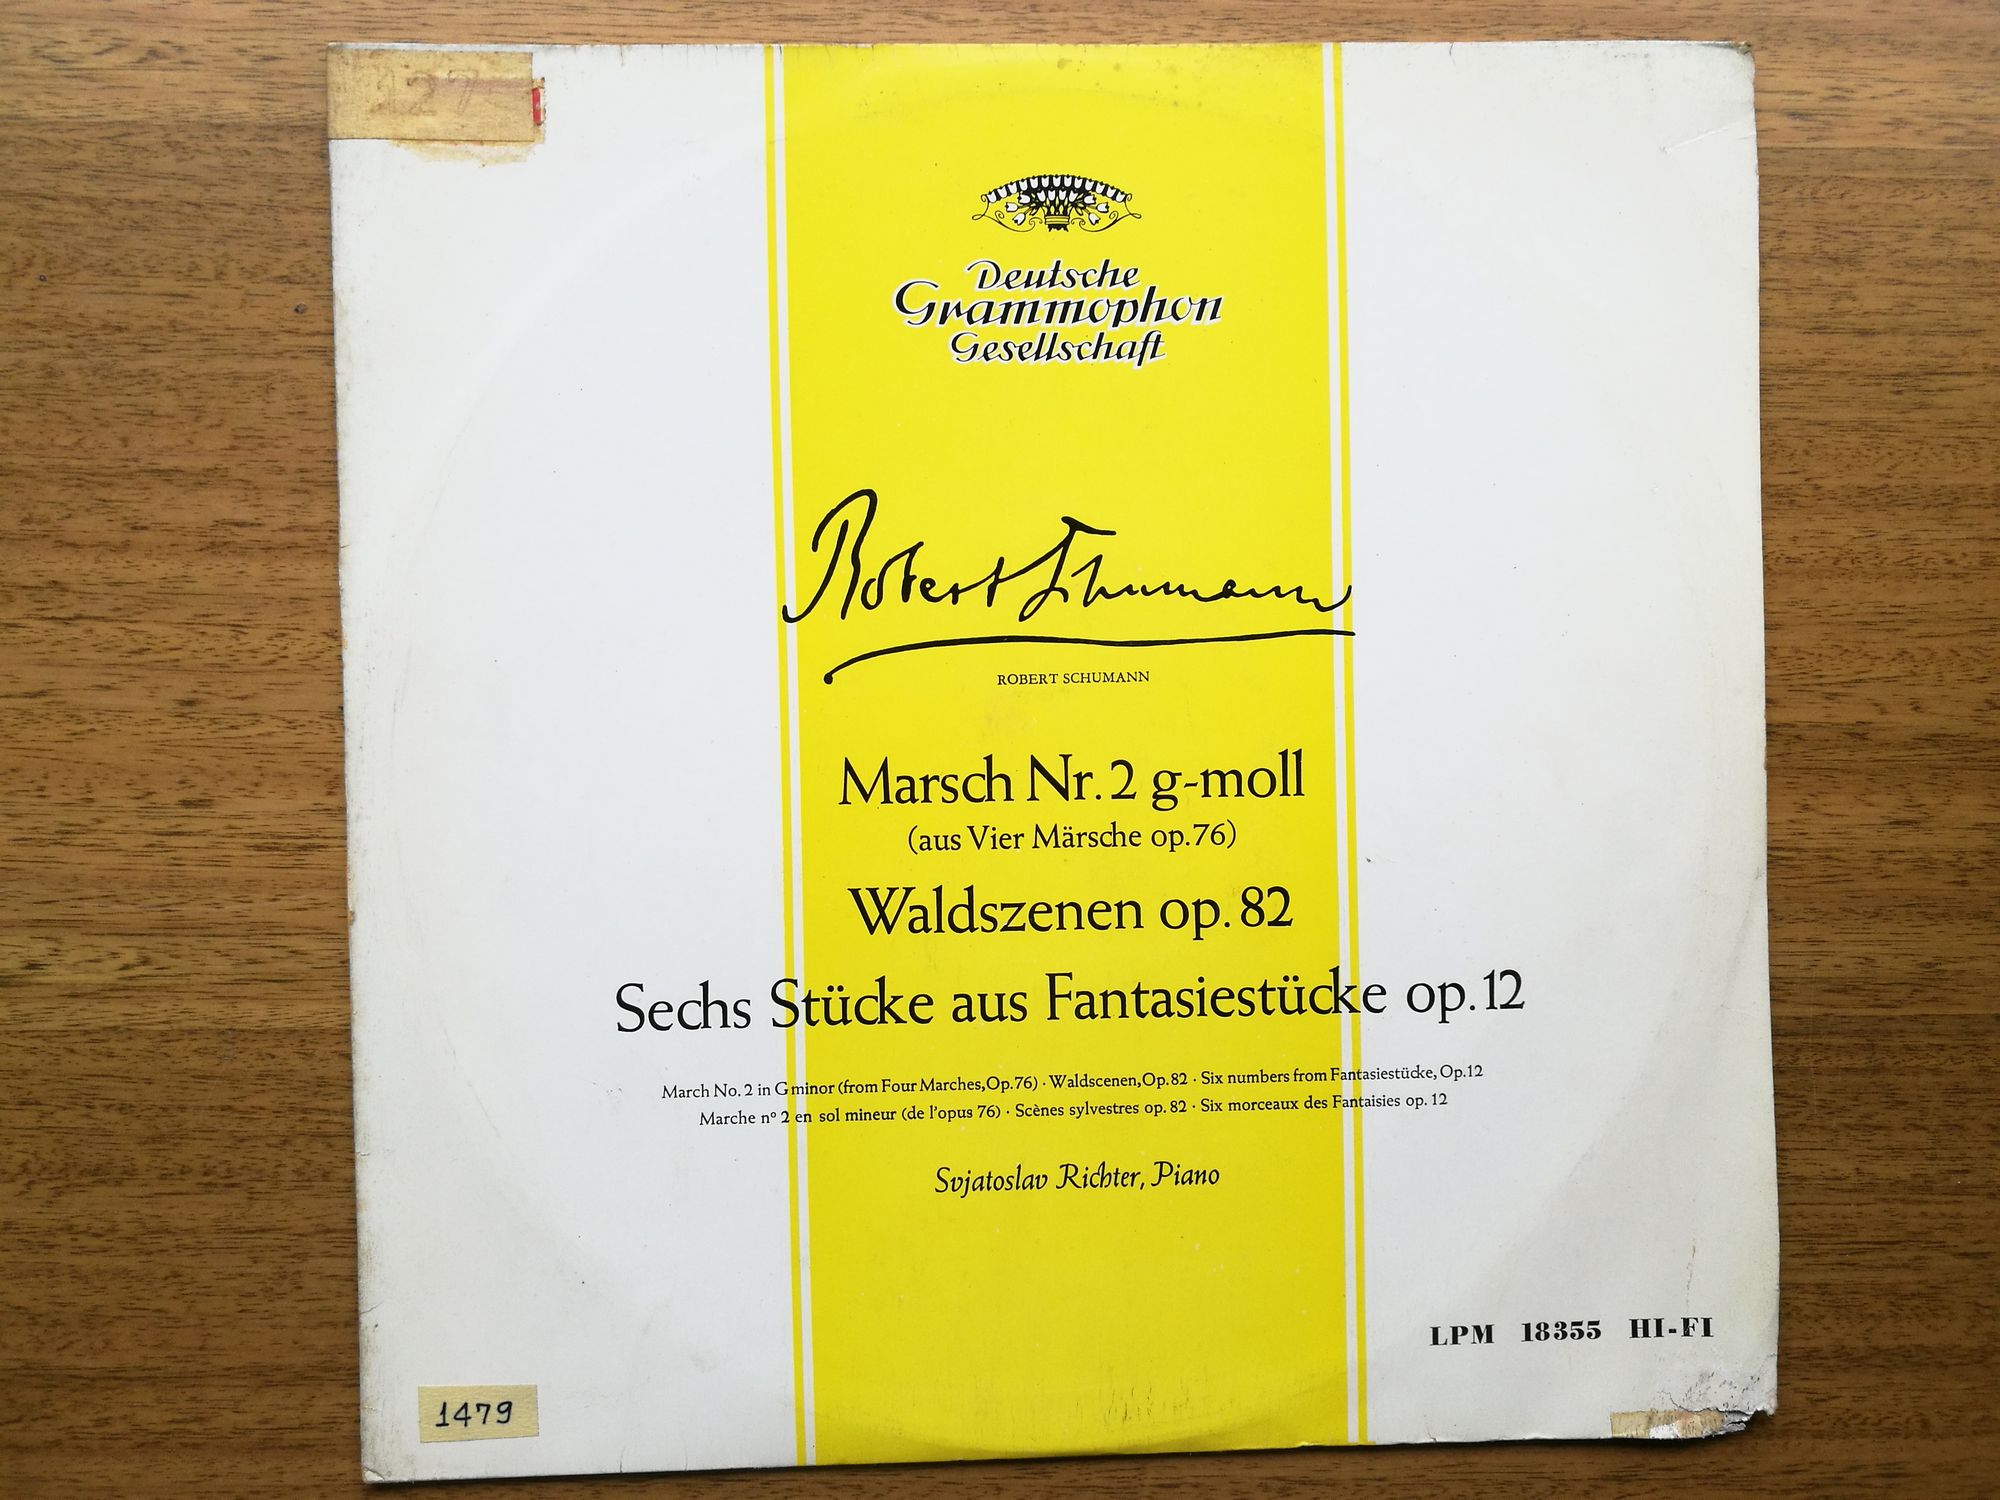 Deutsche
Grammophon
Gesellschaft
Robert Schumann
ROBERT SCHUMANN
Marsch Nr. 2 g-moll
(aus Vier Märsche op. 76)
Waldszenen op. 82
Sechs Stücke aus Fantasiestücke op. 12
March No. 2 in G minor (from Four Marches, Op. 76) · Waldscenen, Op. 82 · Six numbers from Fantasiestücke, Op. 12
Marche nº 2 en sol mineur (de l'opus 76) · Scènes sylvestres op. 82 · Six morceaux des Fantaisies op. 12
Svjatoslav Richter, Piano
LPM 18355 HI-FI
1479